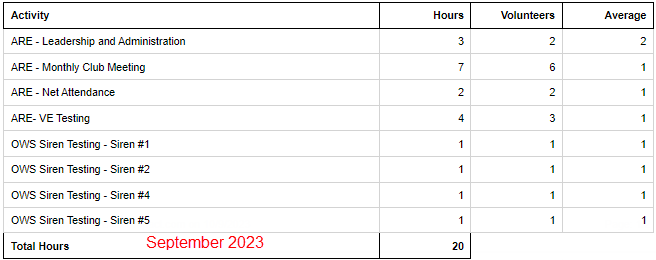 Activity Hours Volunteers Average
ARE - Leadership and Administration 3 2 2
ARE - Monthly Club Meeting 7 6 1
ARE - Net Attendance 2 2 1
ARE- VE Testing 4 3 1
OWS Siren Testing - Siren #1 1 1 1
OWS Siren Testing - Siren #2 1 1 1
OWS Siren Testing - Siren #4 1 1 1
OWS Siren Testing - Siren #5 1 1 1
Total Hours September 2023 20